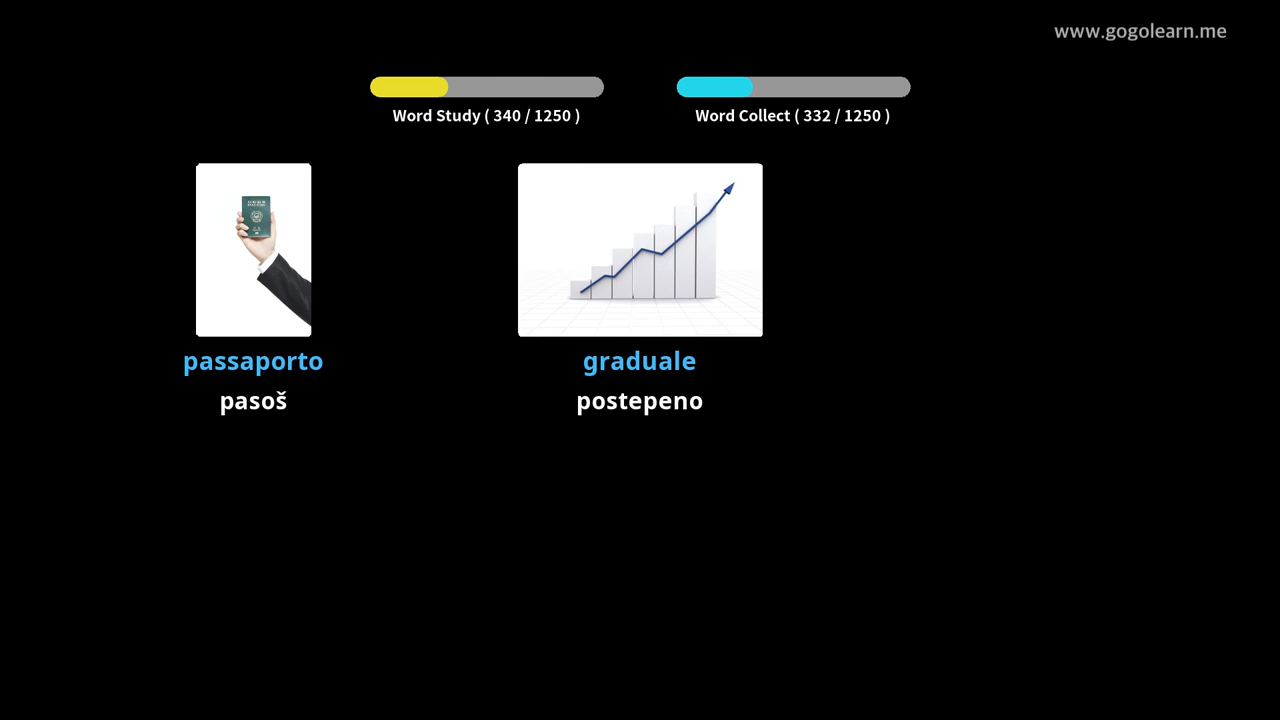 www.gogolearn.me
Word Study ( 340 / 1250 )
Word Collect ( 332 / 1250 )
passaporto
pasoš
graduale
postepeno